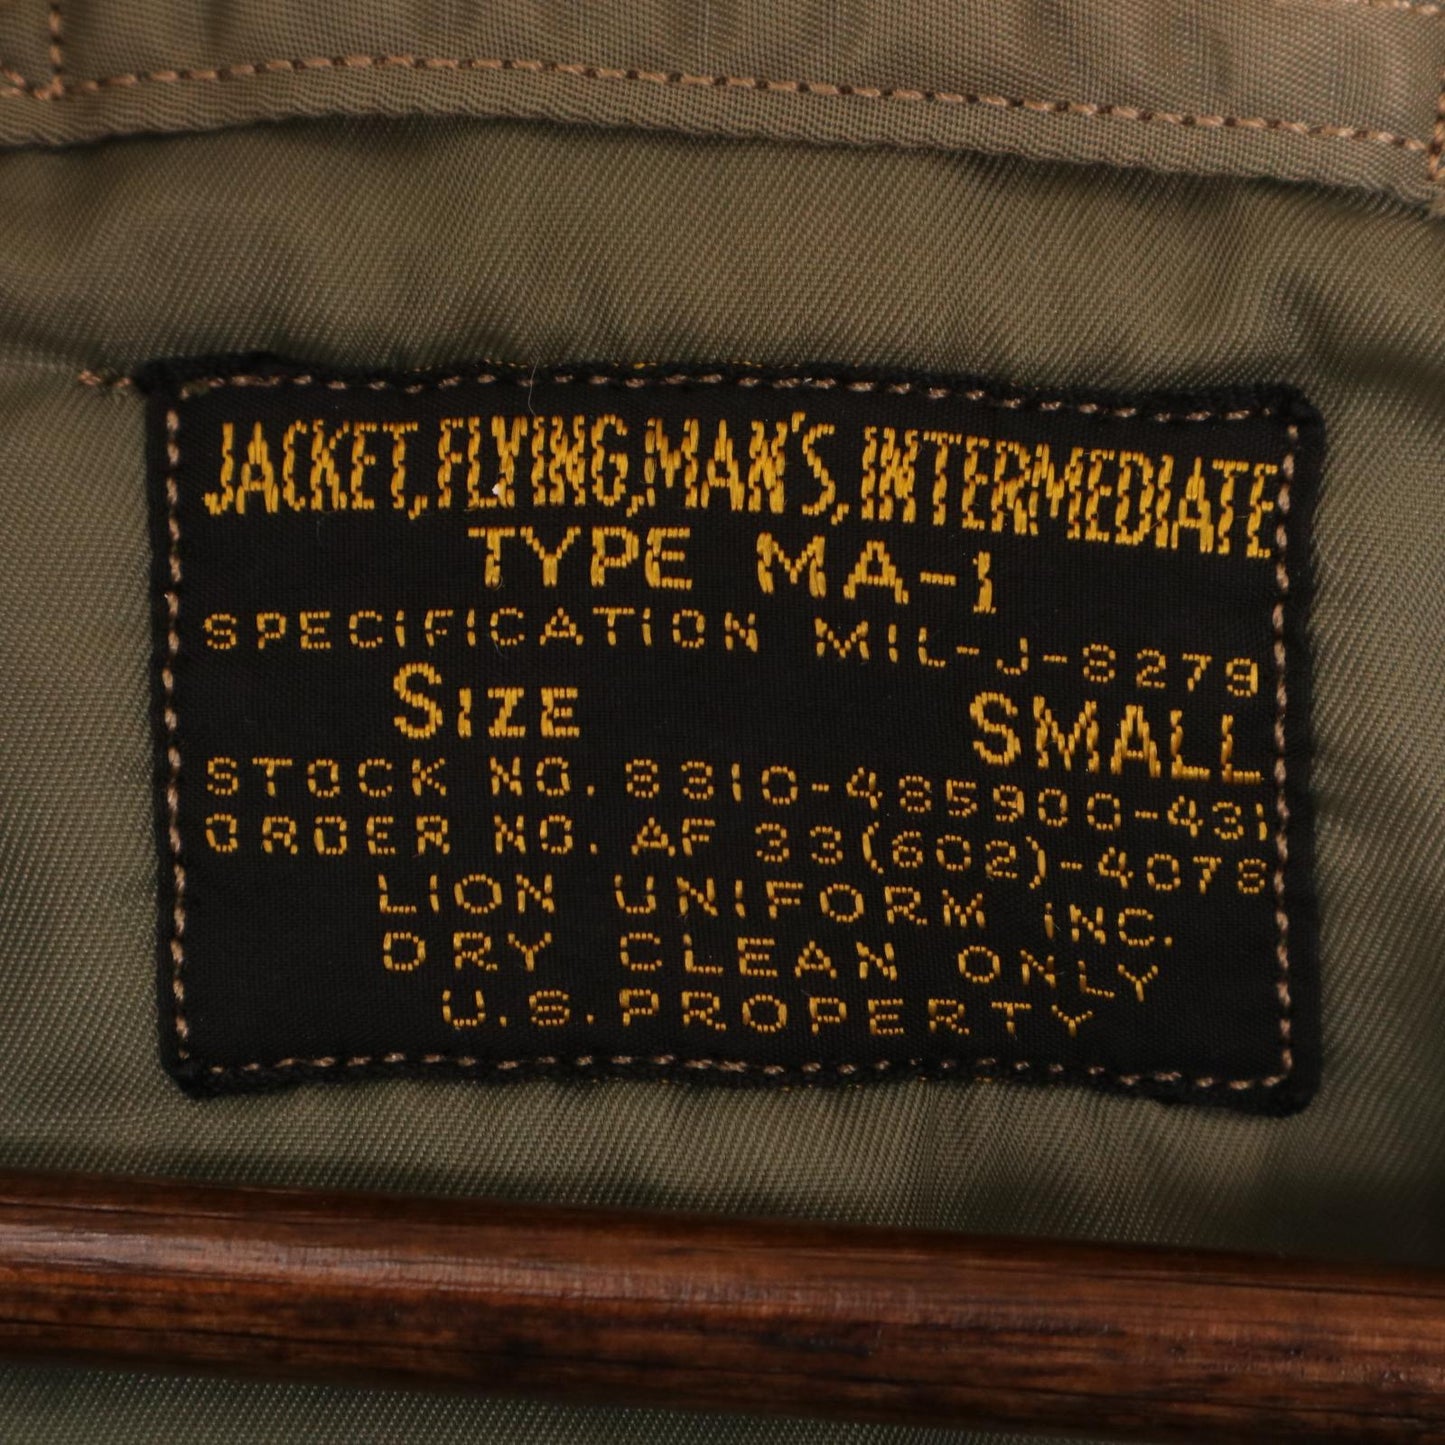 JACKET, FLYING, MAN'S, INTERMEDIATE
TYPE MA-1
SPECIFICATION MIL-J-8279
SIZE SMALL
STOCK NO. 8310-485900-431
ORDER NO. AF 33(602)-4078
LION UNIFORM INC.
DRY CLEAN ONLY
U.S. PROPERTY